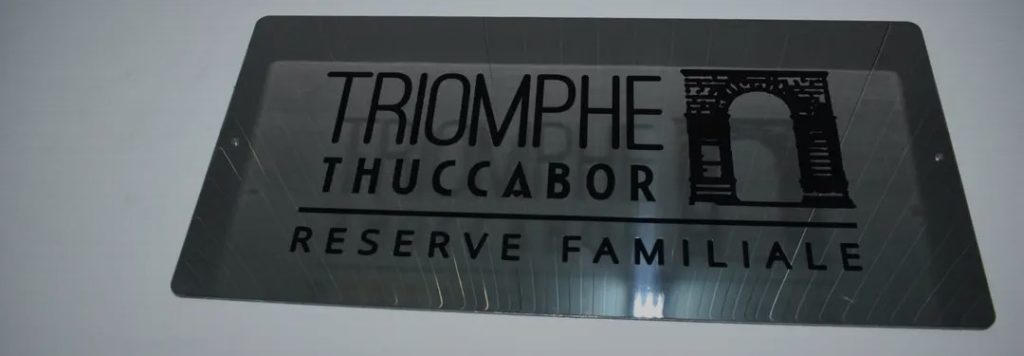 TRIOMPHE
THUCCABOR
RESERVE FAMILIALE